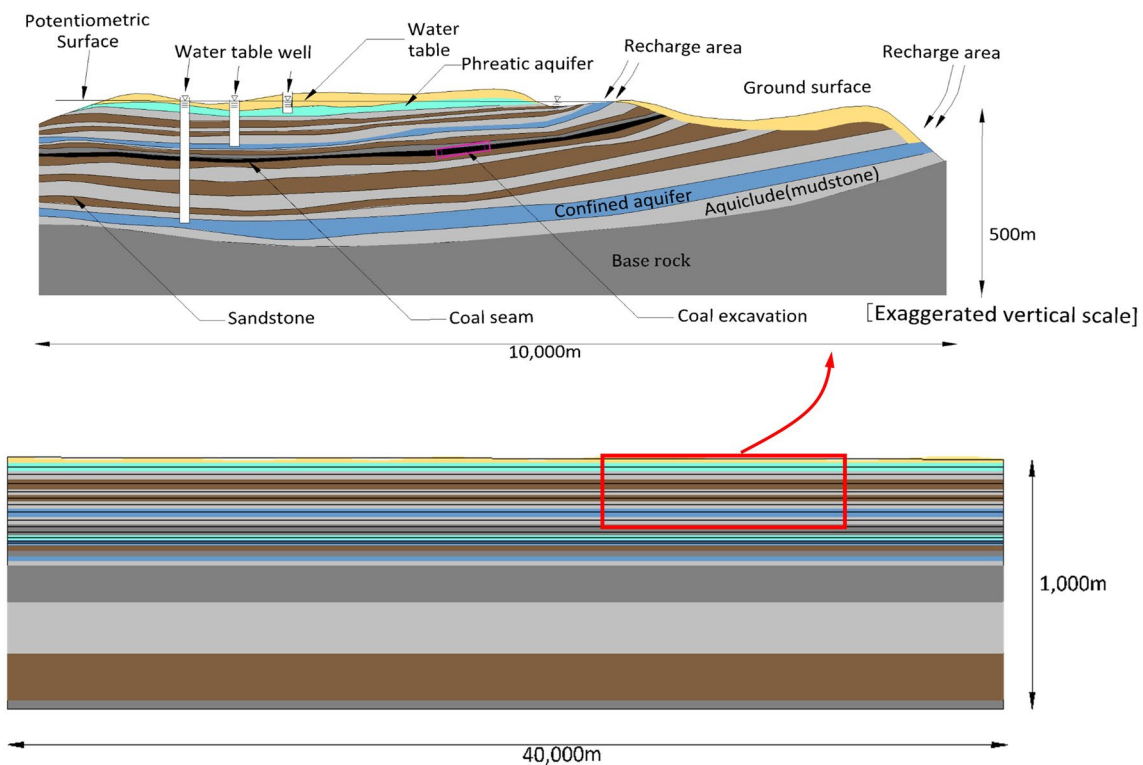 Potentiometric
Surface
Water table well
Water
table
Phreatic aquifer
Recharge area
Recharge area
Ground surface
Confined aquifer
Aquiclude(mudstone)
500m
Base rock
Sandstone
Coal seam
Coal excavation
[Exaggerated vertical scale]
10,000m
1,000m
40,000m